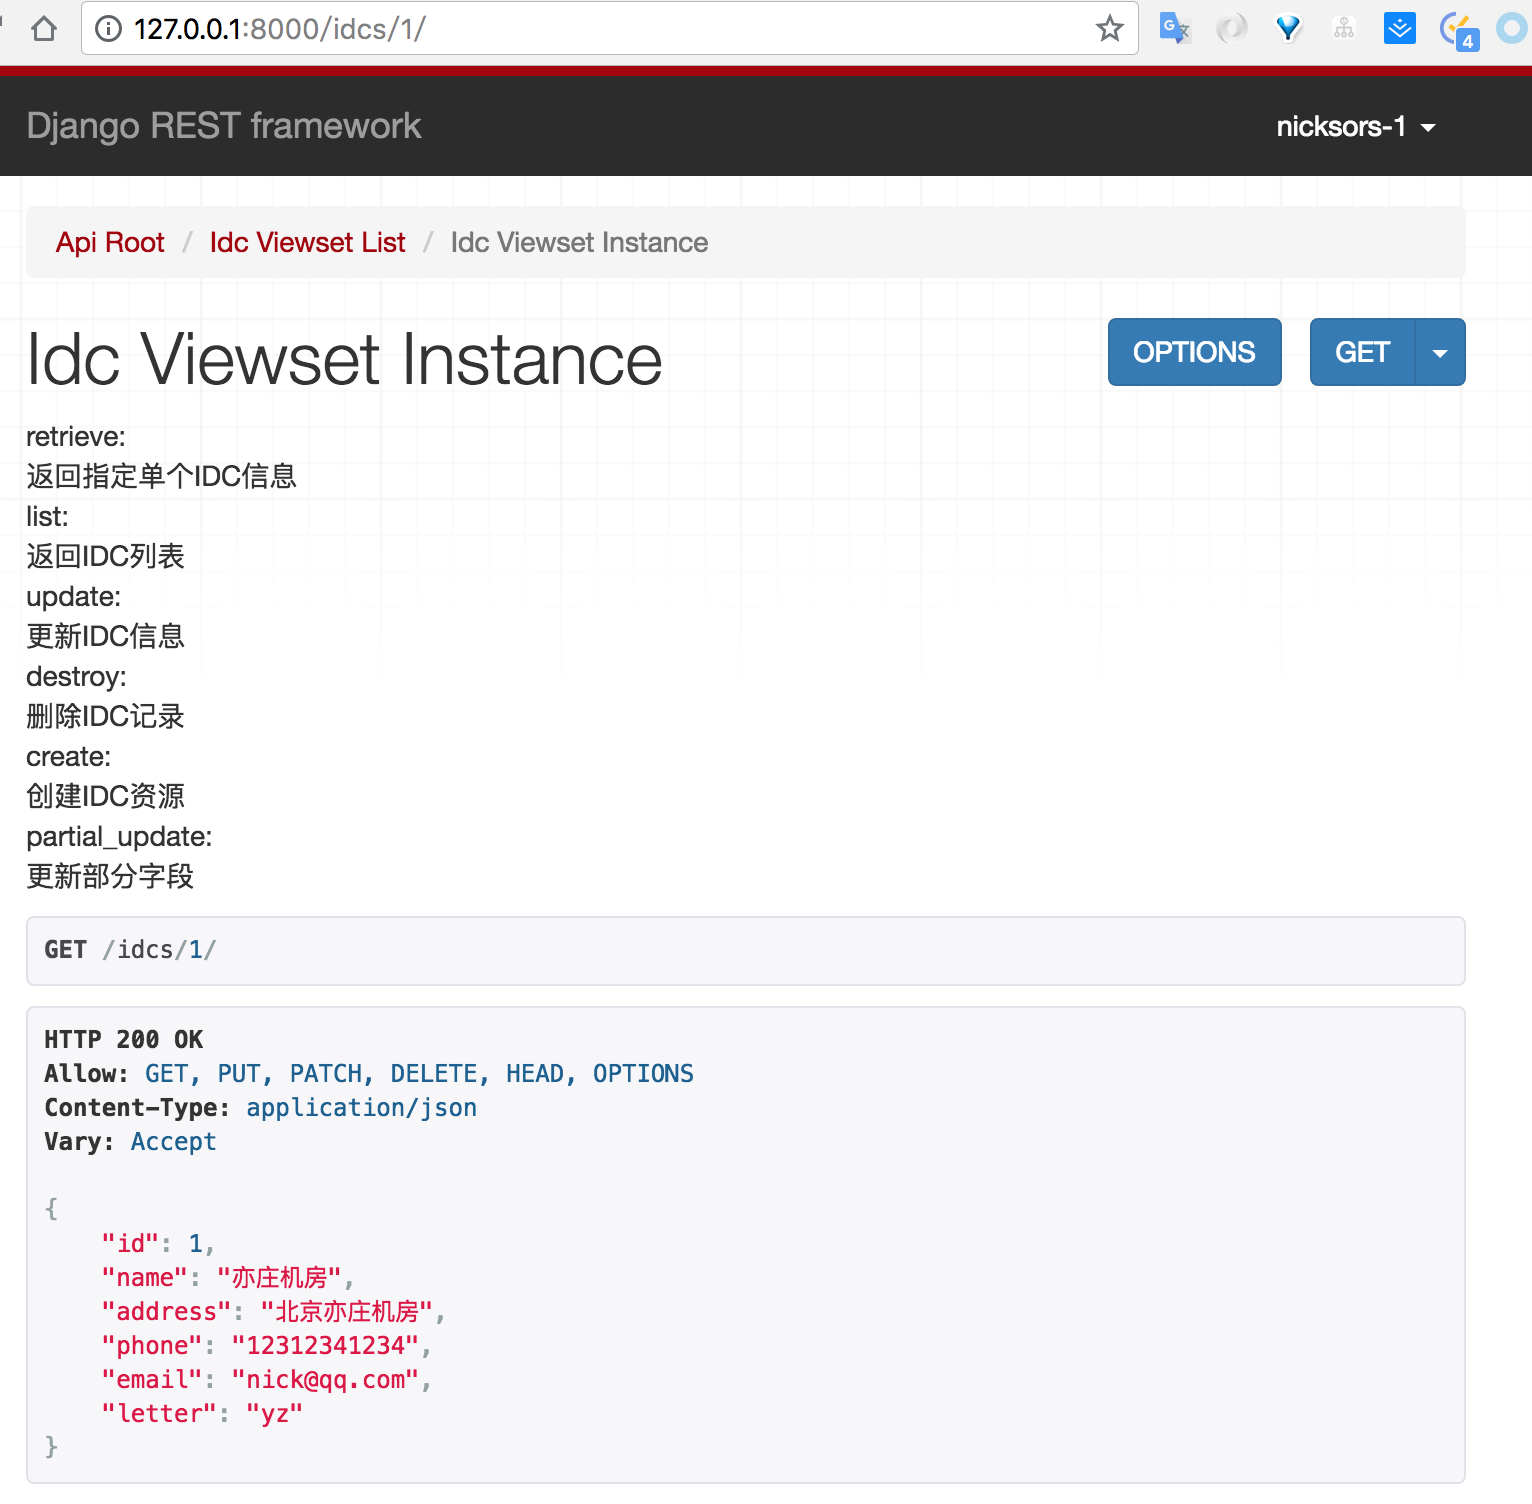 127.0.0.1:8000/idcs/1/
4
Django REST framework
nicksors-1
Api Root / Idc Viewset List / Idc Viewset Instance
Idc Viewset Instance
OPTIONS
GET
retrieve:
返回指定单个IDC信息
list:
返回IDC列表
update:
更新IDC信息
destroy:
删除IDC记录
create:
创建IDC资源
partial_update:
更新部分字段
GET /idcs/1/
HTTP 200 OK
Allow: GET, PUT, PATCH, DELETE, HEAD, OPTIONS
Content-Type: application/json
Vary: Accept
{
    "id": 1,
    "name": "亦庄机房",
    "address": "北京亦庄机房",
    "phone": "12312341234",
    "email": "nick@qq.com",
    "letter": "yz"
}